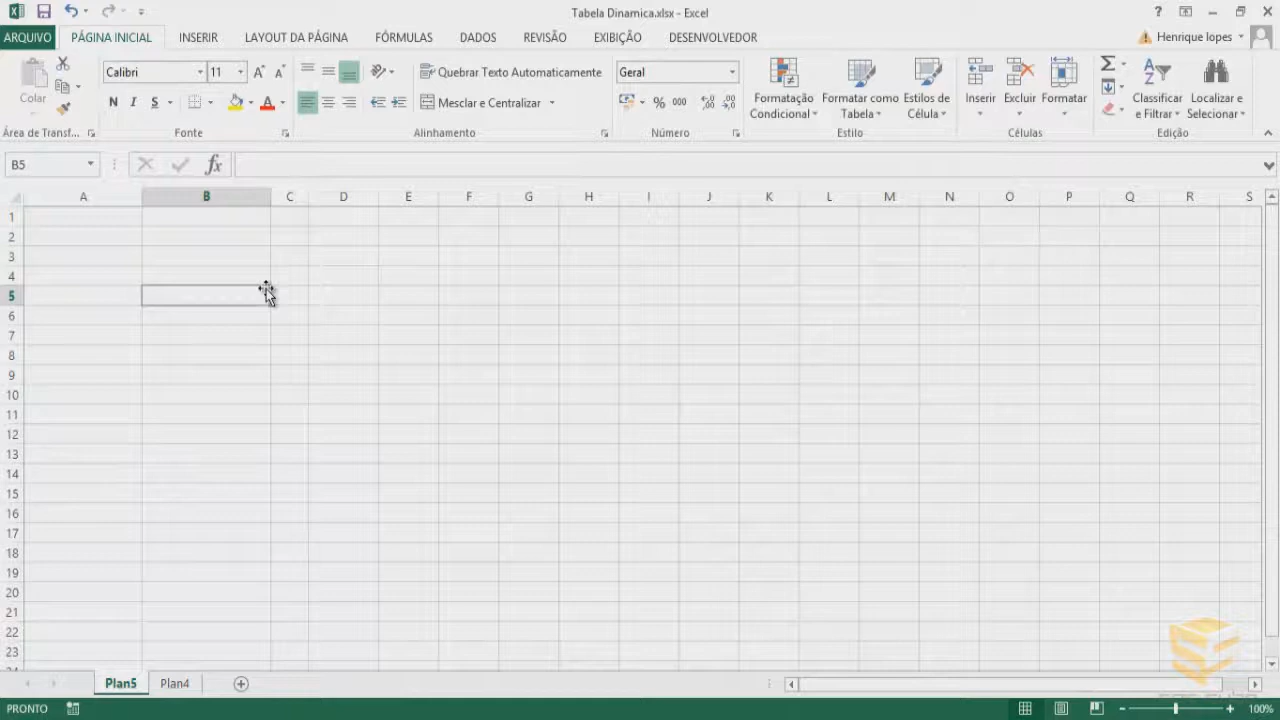 Tabela Dinamica.xlsx - Excel
?
ARQUIVO PÁGINA INICIAL INSERIR LAYOUT DA PÁGINA FÓRMULAS DADOS REVISÃO EXIBIÇÃO DESENVOLVEDOR Henrique lopes
Colar
Calibri 11
N I S
Quebrar Texto Automaticamente
Mesclar e Centralizar
Geral
% 000
Formatação Condicional
Formatar como Tabela
Estilos de Célula
Inserir Excluir Formatar
Classificar e Filtrar
Localizar e Selecionar
Área de Transf... Fonte Alinhamento Número Estilo Células Edição
B5 fx
A B C D E F G H I J K L M N O P Q R S
1
2
3
4
5
6
7
8
9
10
11
12
13
14
15
16
17
18
19
20
21
22
23
Plan5 Plan4
PRONTO 100%